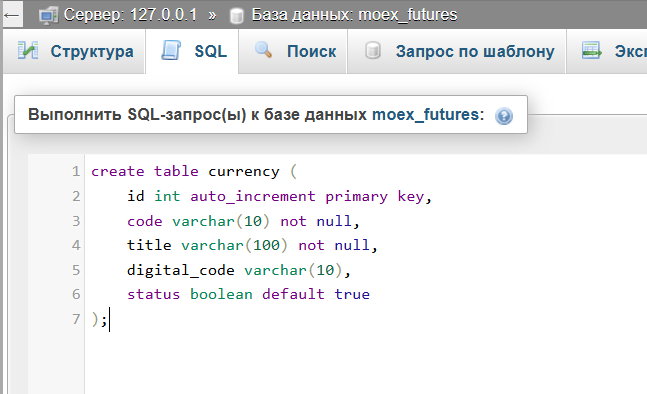 ← Сервер: 127.0.0.1 » База данных: moex_futures
Структура SQL Поиск Запрос по шаблону Эксп
Выполнить SQL-запрос(ы) к базе данных moex_futures:
1 create table currency (
2 id int auto_increment primary key,
3 code varchar(10) not null,
4 title varchar(100) not null,
5 digital_code varchar(10),
6 status boolean default true
7 );